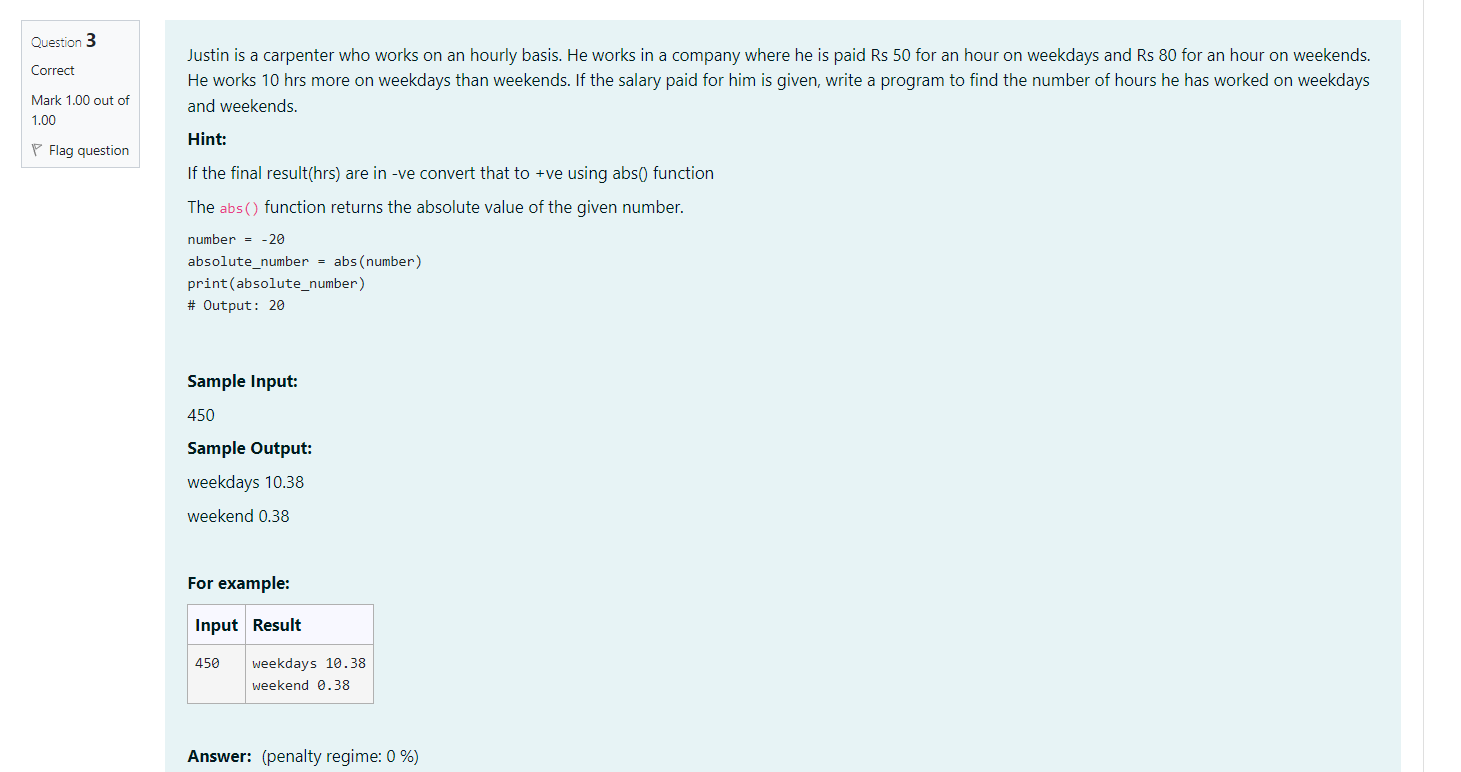 Question 3
Correct
Mark 1.00 out of
1.00
Flag question
Justin is a carpenter who works on an hourly basis. He works in a company where he is paid Rs 50 for an hour on weekdays and Rs 80 for an hour on weekends.
He works 10 hrs more on weekdays than weekends. If the salary paid for him is given, write a program to find the number of hours he has worked on weekdays
and weekends.
Hint:
If the final result(hrs) are in -ve convert that to +ve using abs() function
The abs() function returns the absolute value of the given number.
number = -20
absolute_number = abs(number)
print(absolute_number)
# Output: 20
Sample Input:
450
Sample Output:
weekdays 10.38
weekend 0.38
For example:
Input Result
450 weekdays 10.38
weekend 0.38
Answer: (penalty regime: 0 %)